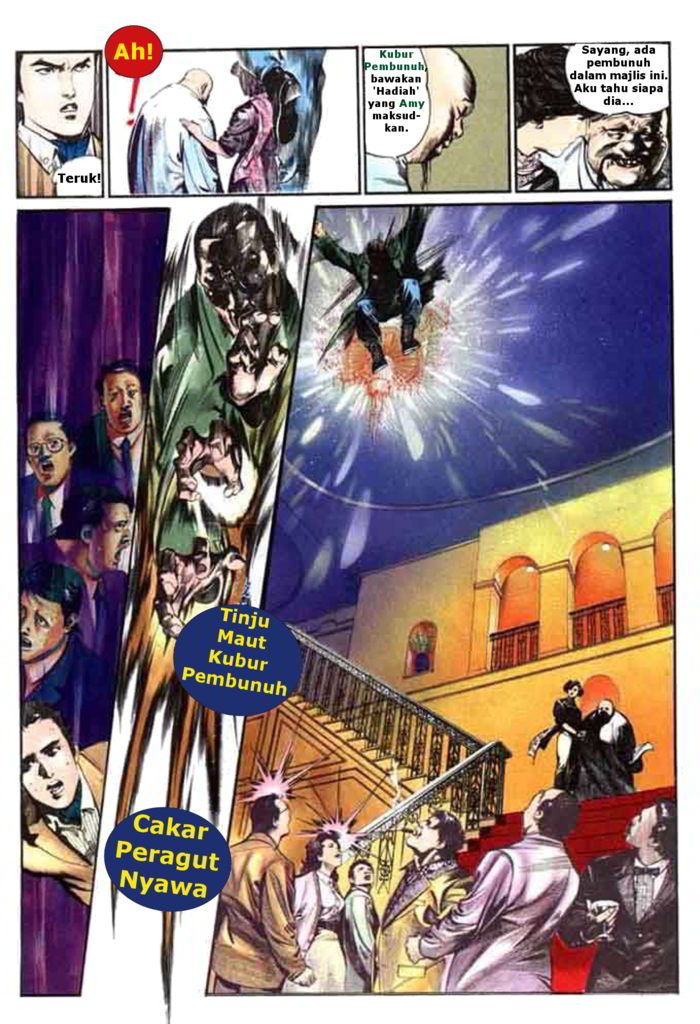 Teruk!
Ah!
Kubur
Pembunuh,
bawakan
'Hadiah'
yang Amy
maksud-
kan.
Sayang, ada
pembunuh
dalam majlis ini.
Aku tahu siapa
dia...
Tinju
Maut
Kubur
Pembunuh
Cakar
Peragut
Nyawa